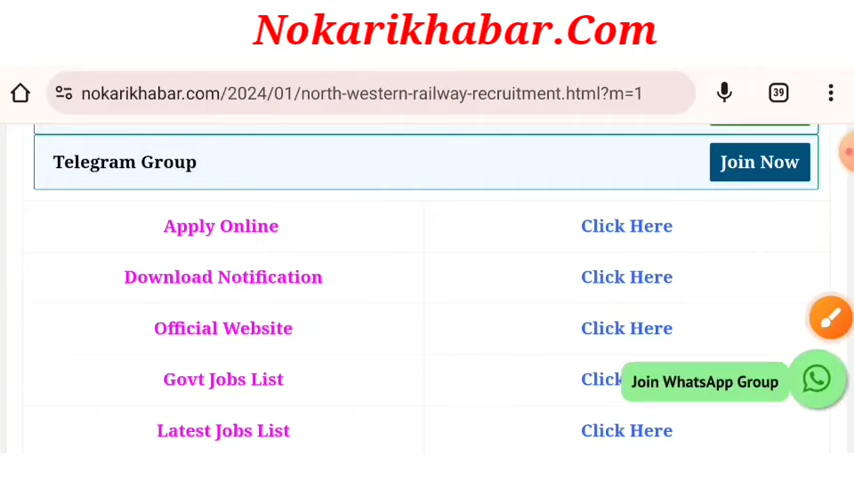 Nokarikhabar.Com
nokarikhabar.com/2024/01/north-western-railway-recruitment.html?m=1
39
Telegram Group
Join Now
Apply Online
Click Here
Download Notification
Click Here
Official Website
Click Here
Govt Jobs List
Click
Join WhatsApp Group
Latest Jobs List
Click Here